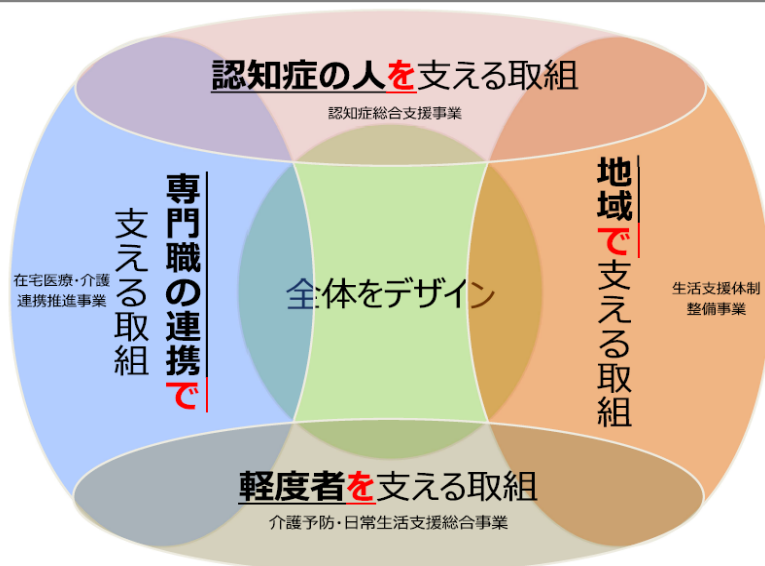 認知症の人を支える取組
認知症総合支援事業
専門職の連携で
支える取組
在宅医療・介護
連携推進事業
全体をデザイン
地域で支える取組
生活支援体制
整備事業
軽度者を支える取組
介護予防・日常生活支援総合事業